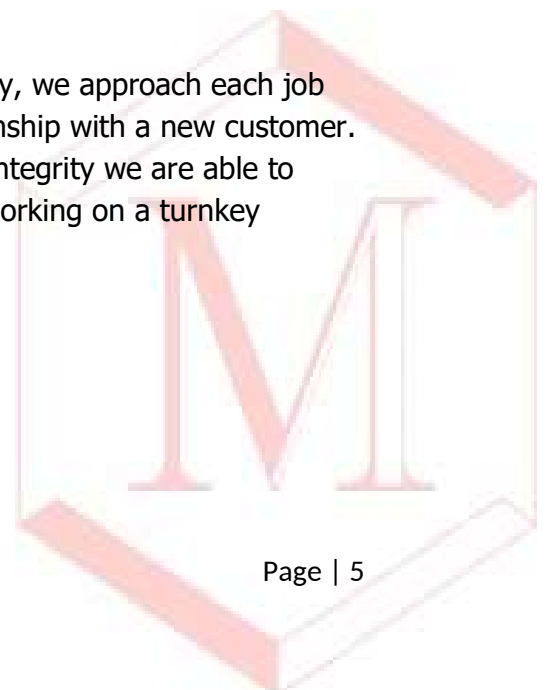 y, we approach each job
nship with a new customer.
ntegrity we are able to
orking on a turnkey
M
Page | 5